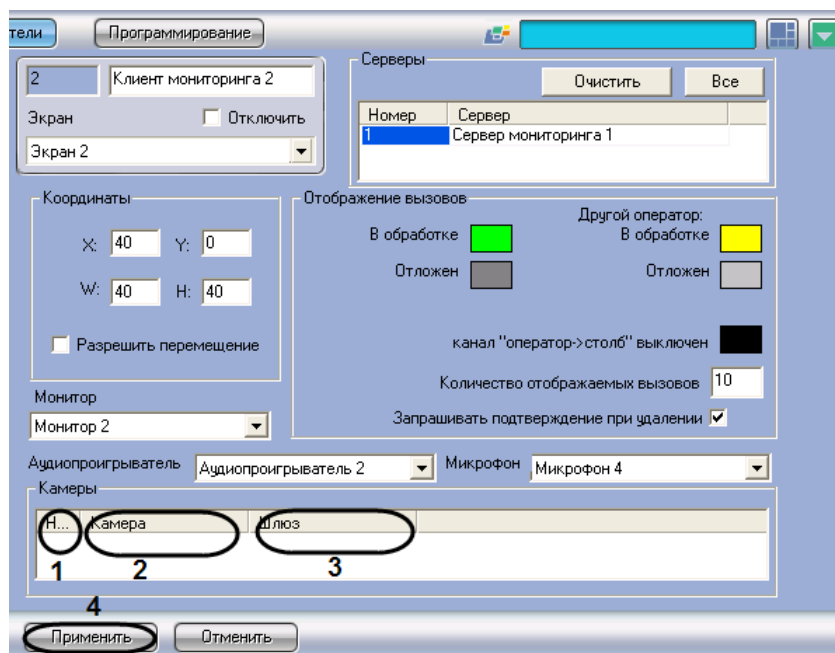 тели Программирование
2 Клиент мониторинга 2
Экран Отключить
Экран 2
Серверы
Очистить Все
Номер Сервер
1 Сервер мониторинга 1
Координаты
X: 40 Y: 0
W: 40 H: 40
Разрешить перемещение
Монитор
Монитор 2
Отображение вызовов
Другой оператор:
В обработке В обработке
Отложен Отложен
канал "оператор->столб" выключен
Количество отображаемых вызовов 10
Запрашивать подтверждение при удалении
Аудиопроигрыватель Аудиопроигрыватель 2 Микрофон Микрофон 4
Камеры
Н... Камера Шлюз
1 2 3
4
Применить Отменить